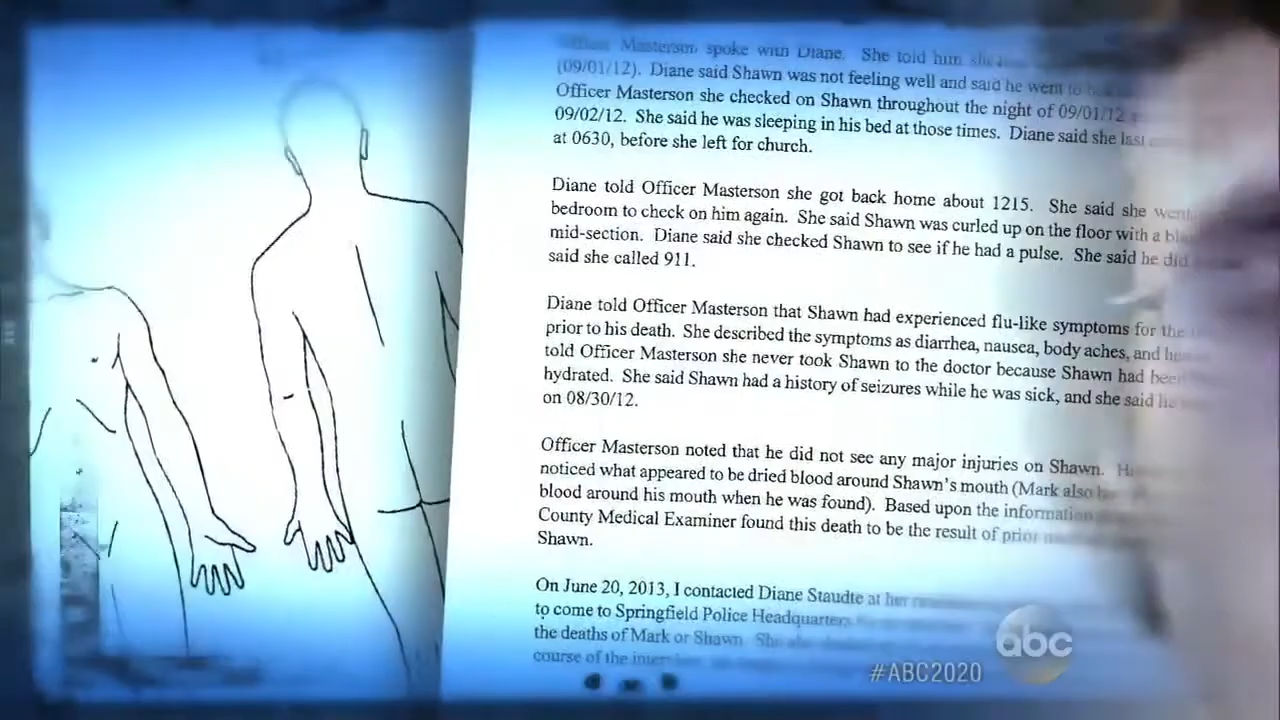 Masterson spoke with Diane. She told him she
(09/01/12). Diane said Shawn was not feeling well and said he went to
Officer Masterson she checked on Shawn throughout the night of 09/01/12
09/02/12. She said he was sleeping in his bed at those times. Diane said she last
at 0630, before she left for church.
Diane told Officer Masterson she got back home about 1215. She said she went
bedroom to check on him again. She said Shawn was curled up on the floor with a
mid-section. Diane said she checked Shawn to see if he had a pulse. She said he did
said she called 911.
Diane told Officer Masterson that Shawn had experienced flu-like symptoms for the
prior to his death. She described the symptoms as diarrhea, nausea, body aches, and
told Officer Masterson she never took Shawn to the doctor because Shawn had been
hydrated. She said Shawn had a history of seizures while he was sick, and she said he
on 08/30/12.
Officer Masterson noted that he did not see any major injuries on Shawn.
noticed what appeared to be dried blood around Shawn's mouth (Mark also
blood around his mouth when he was found). Based upon the information
County Medical Examiner found this death to be the result of prior
Shawn.
On June 20, 2013, I contacted Diane Staudte at her
to come to Springfield Police Headquarters
the deaths of Mark or Shawn. She
course of the
abc
#ABC2020